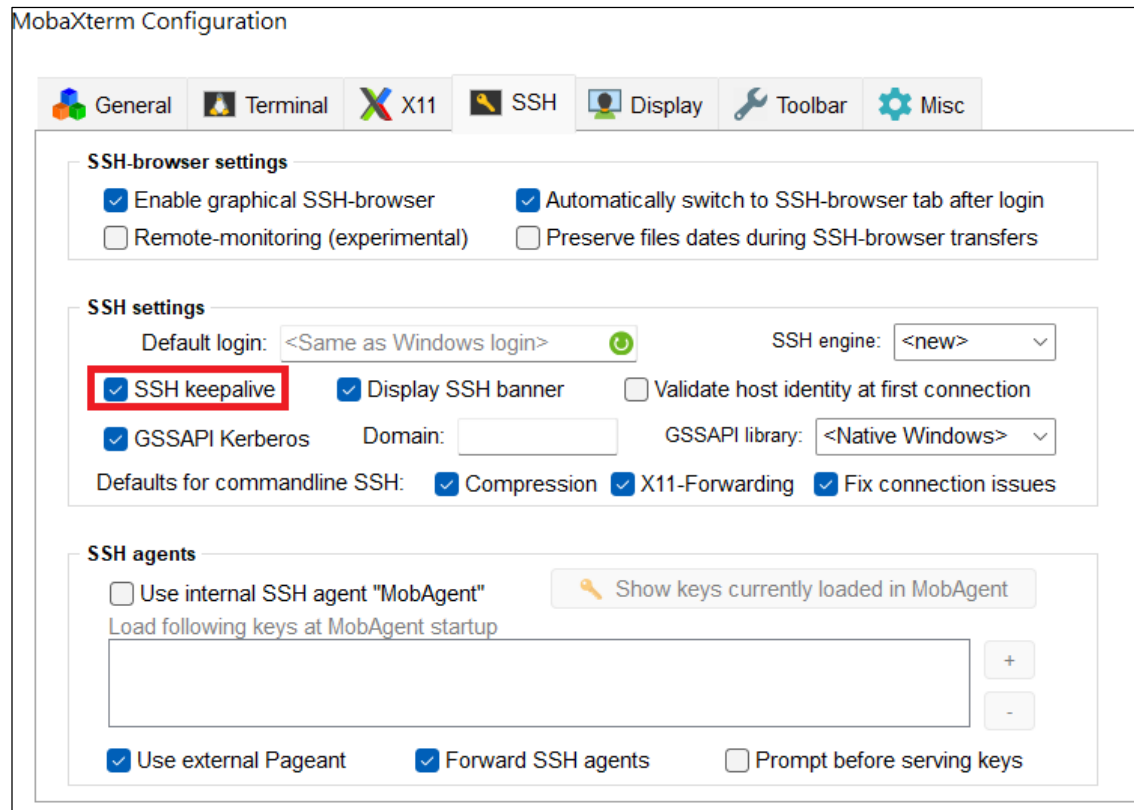 MobaXterm Configuration
General Terminal X11 SSH Display Toolbar Misc
SSH-browser settings
Enable graphical SSH-browser Automatically switch to SSH-browser tab after login
Remote-monitoring (experimental) Preserve files dates during SSH-browser transfers
SSH settings
Default login: <Same as Windows login> SSH engine: <new>
SSH keepalive Display SSH banner Validate host identity at first connection
GSSAPI Kerberos Domain: GSSAPI library: <Native Windows>
Defaults for commandline SSH: Compression X11-Forwarding Fix connection issues
SSH agents
Use internal SSH agent "MobAgent" Show keys currently loaded in MobAgent
Load following keys at MobAgent startup
+
-
Use external Pageant Forward SSH agents Prompt before serving keys